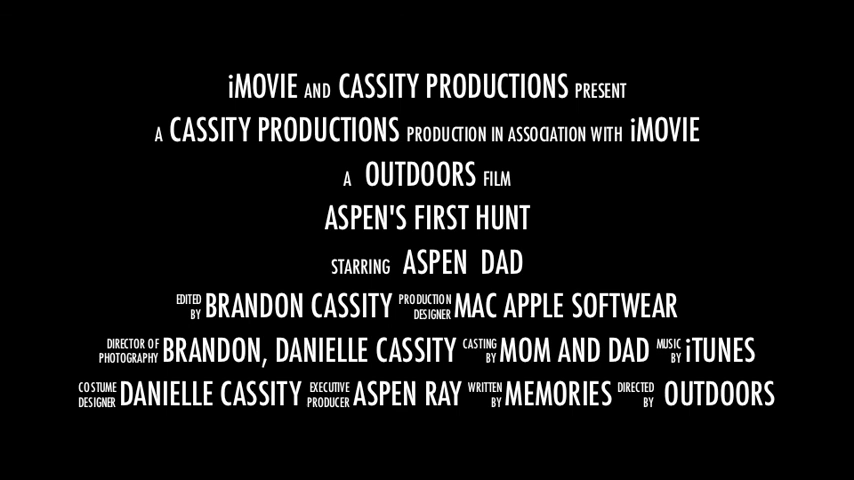 iMOVIE AND CASSITY PRODUCTIONS PRESENT
A CASSITY PRODUCTIONS PRODUCTION IN ASSOCIATION WITH iMOVIE
A OUTDOORS FILM
ASPEN'S FIRST HUNT
STARRING ASPEN DAD
EDITED BY BRANDON CASSITY PRODUCTION DESIGNER MAC APPLE SOFTWEAR
DIRECTOR OF PHOTOGRAPHY BRANDON, DANIELLE CASSITY CASTING BY MOM AND DAD MUSIC BY iTUNES
COSTUME DESIGNER DANIELLE CASSITY EXECUTIVE PRODUCER ASPEN RAY WRITTEN BY MEMORIES DIRECTED BY OUTDOORS